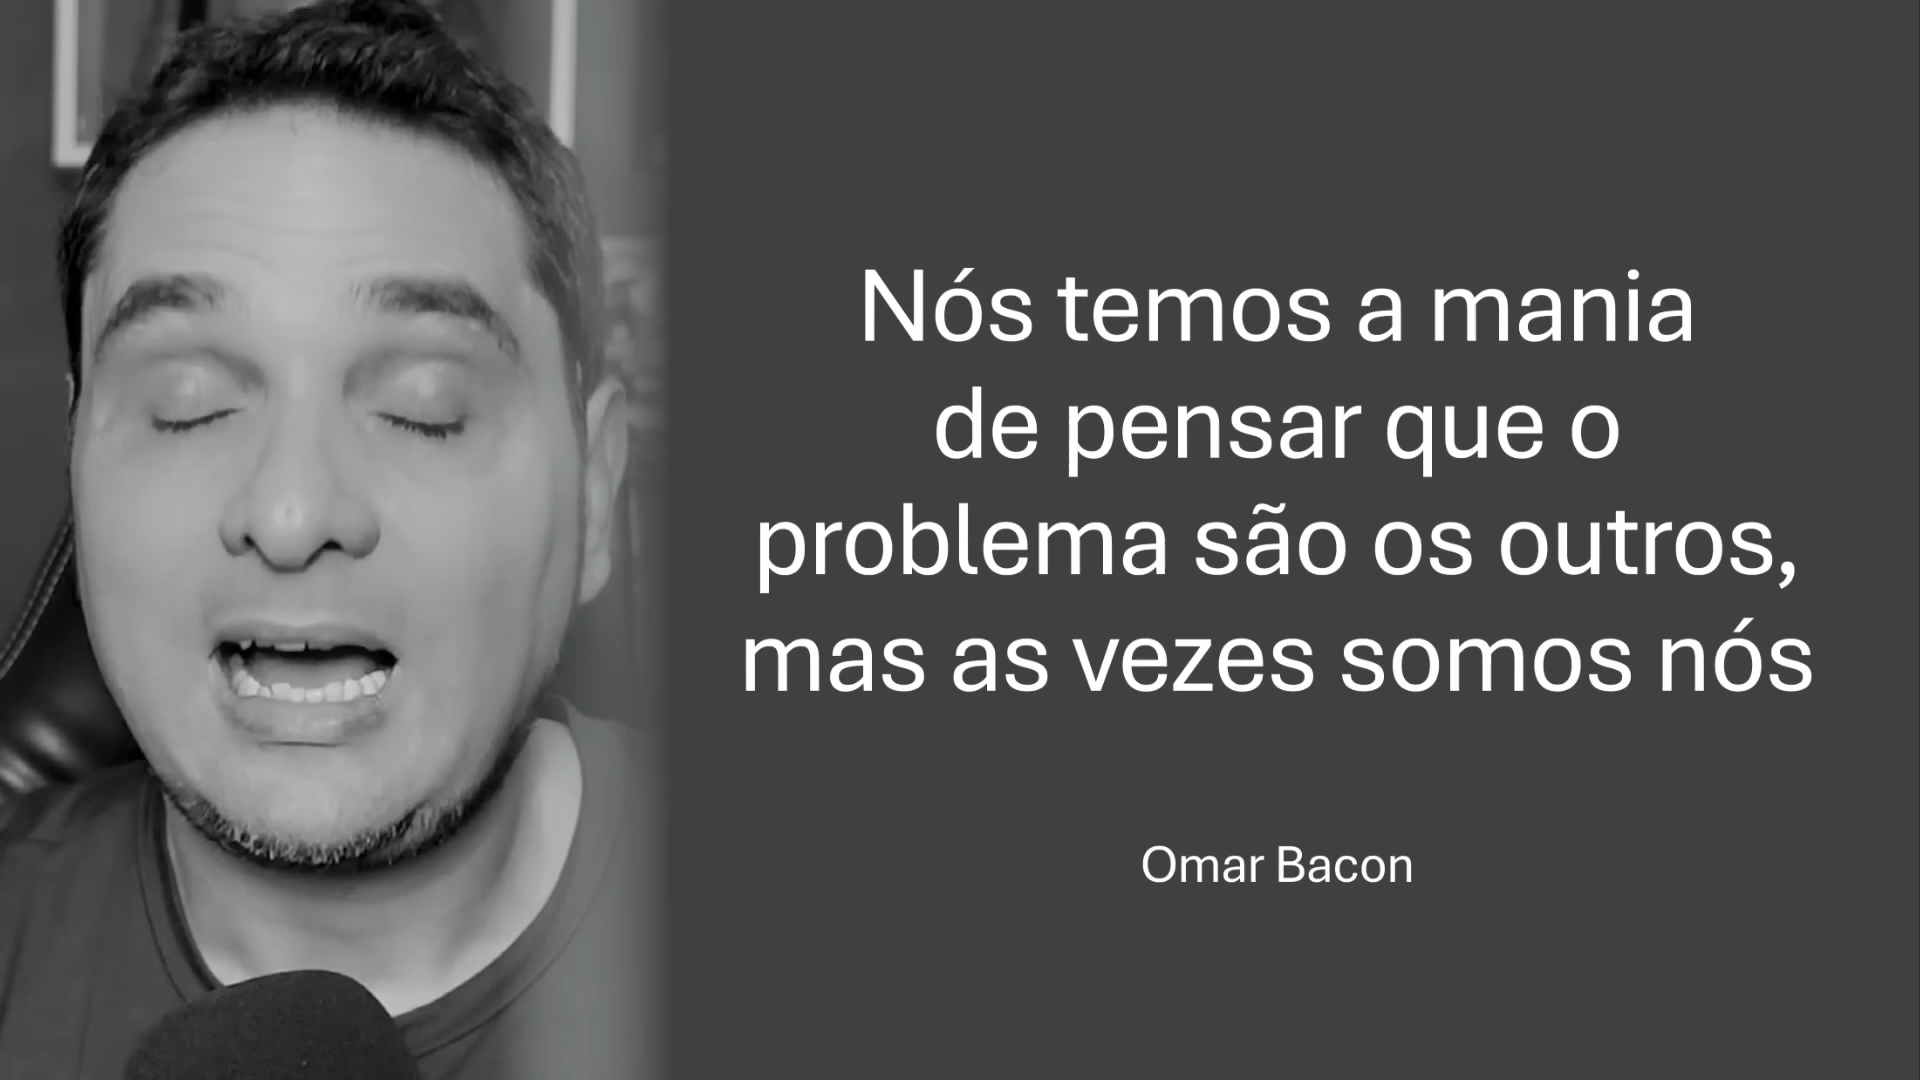 Nós temos a mania
de pensar que o
problema são os outros,
mas as vezes somos nós
Omar Bacon